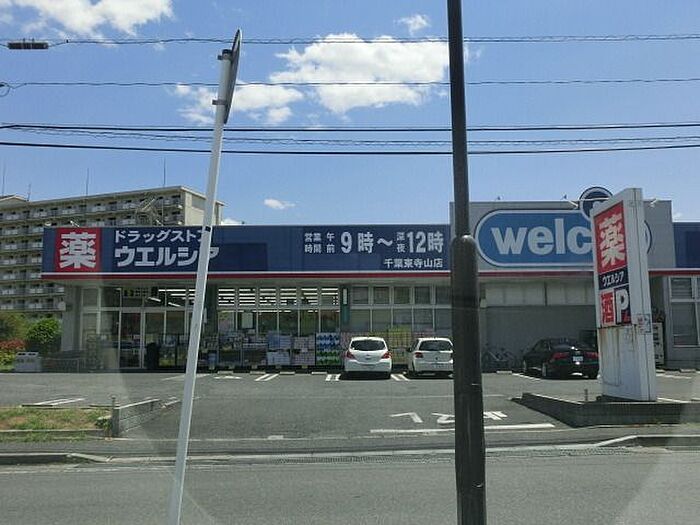 薬
ドラッグスト
ウエルシア
営業時間 午前9時～深夜12時
千葉東寺山店
welc
薬
ウエルシア
酒P